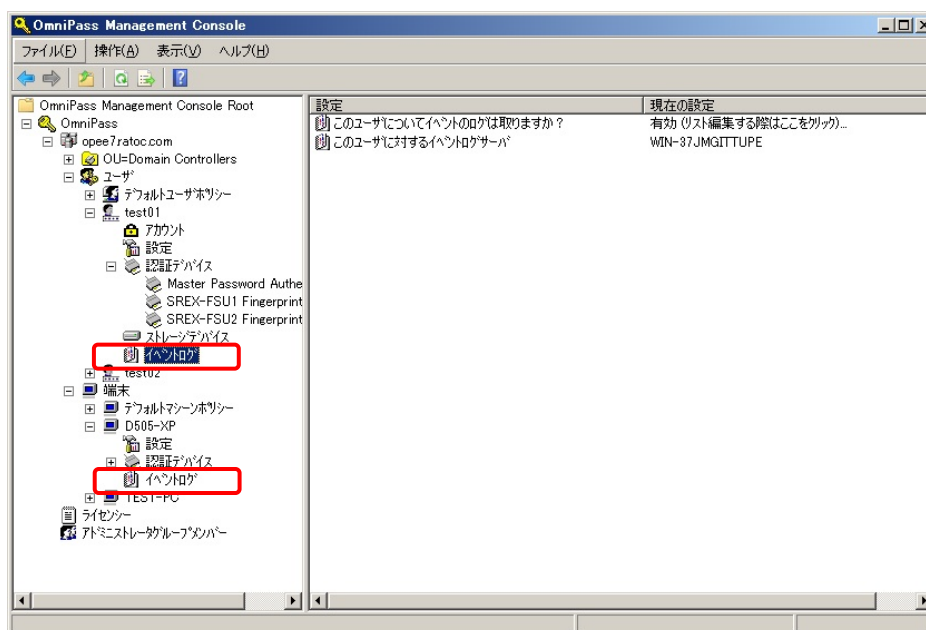 OmniPass Management Console
ファイル(F) 操作(A) 表示(V) ヘルプ(H)
OmniPass Management Console Root
OmniPass
opee7.ratoc.com
OU=Domain Controllers
ユーザ
デフォルトユーザポリシー
test01
アカウント
設定
認証デバイス
Master Password Authe
SREX-FSU1 Fingerprint
SREX-FSU2 Fingerprint
ストレージデバイス
イベントログ
test02
端末
デフォルトマシーンポリシー
D505-XP
設定
認証デバイス
イベントログ
TEST-PC
ライセンシー
アドミニストレータグループメンバー
設定 現在の設定
このユーザについてイベントのログは取りますか? 有効 (リスト編集する際はここをクリック)...
このユーザに対するイベントログサーバ WIN-37JMGITTUPE